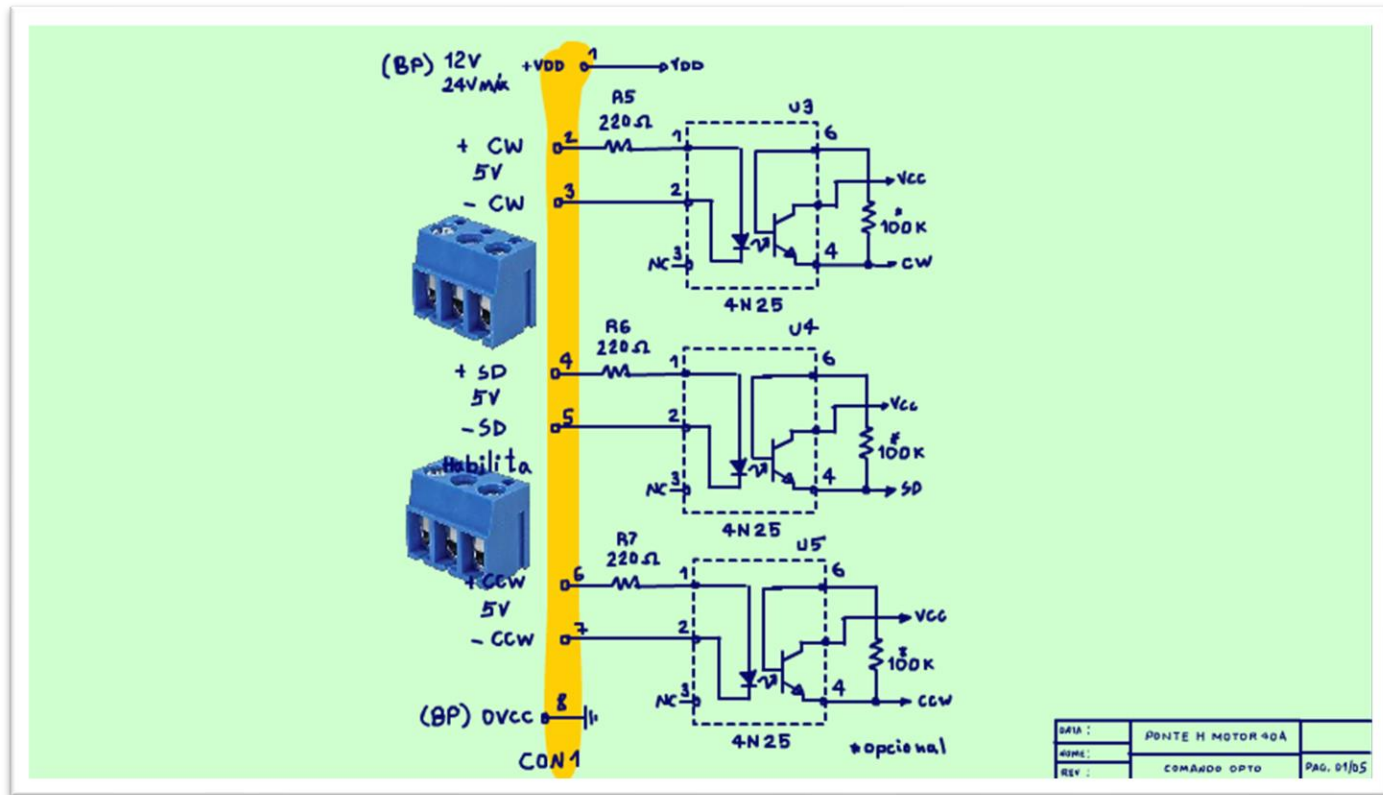 (BP) 12V +VDD 1 VDD
24Vmáx
R5
220Ω
U3
+ CW 2 1 6
5V
VCC
- CW 3 2
*
100K
NC 3 4 CW
4N25
R6
220Ω
U4
+ SD 4 1 6
5V
VCC
- SD 5 2
*
100K
Habilita
NC 3 4 SD
4N25
R7
220Ω
U5
+ CCW 6 1 6
5V
VCC
- CCW 7 2
*
100K
NC 3 4 CCW
(BP) 0VCC 8
4N25
*opcional
CON1
DATA:
NOME:
REV:
PONTE H MOTOR 40A
COMANDO OPTO
PAG. 01/05